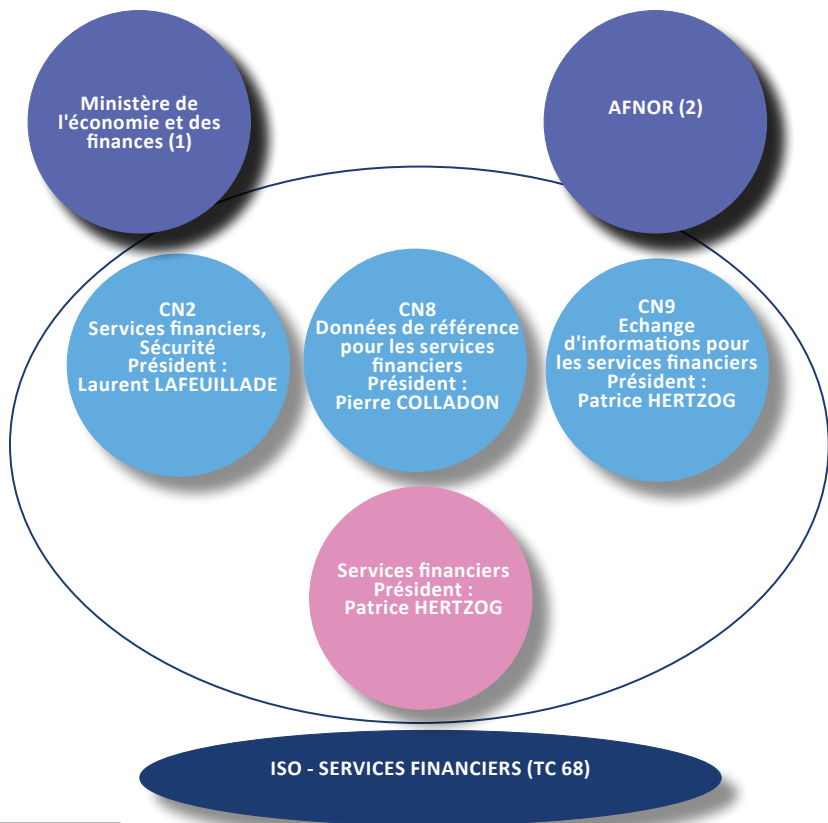 Ministère de
l'économie et des
finances (1)
AFNOR (2)
CN2
Services financiers,
Sécurité
Président :
Laurent LAFEUILLADE
CN8
Données de référence
pour les services
financiers
Président :
Pierre COLLADON
CN9
Echange
d'informations pour
les services financiers
Président :
Patrice HERTZOG
Services financiers
Président :
Patrice HERTZOG
ISO - SERVICES FINANCIERS (TC 68)